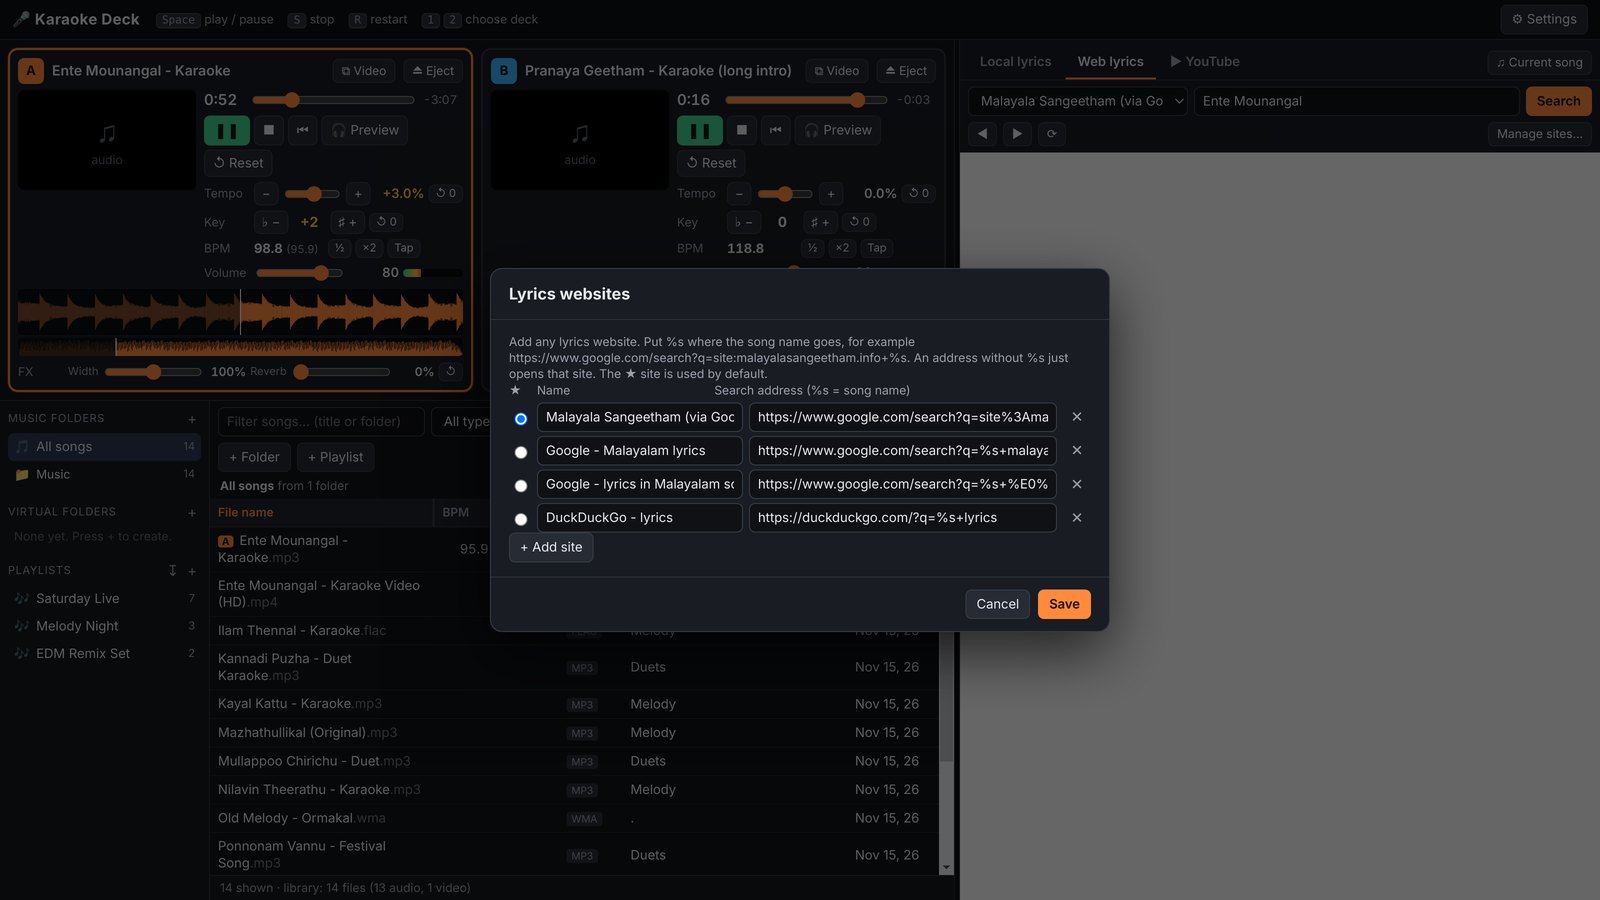 🎤 Karaoke Deck Space play / pause S stop R restart 1 2 choose deck ⚙ Settings
A Ente Mounangal - Karaoke Video Eject
0:52 -3:07
audio
Preview
Reset
Tempo − + +3.0% ↺ 0
Key ♭ − +2 ♯ + ↺ 0
BPM 98.8 (95.9) ½ ×2 Tap
Volume 80
FX Width 100% Reverb 0% ↺
B Pranaya Geetham - Karaoke (long intro) Video Eject
0:16 -0:03
audio
Preview
Reset
Tempo − + 0.0% ↺ 0
Key ♭ − 0 ♯ + ↺ 0
BPM 118.8 ½ ×2 Tap
Local lyrics Web lyrics ▶ YouTube ♫ Current song
Malayala Sangeetham (via Go Ente Mounangal Search
◀ ▶ ⟳ Manage sites...
Lyrics websites
Add any lyrics website. Put %s where the song name goes, for example
https://www.google.com/search?q=site:malayalasangeetham.info+%s. An address without %s just
opens that site. The ★ site is used by default.
★ Name Search address (%s = song name)
Malayala Sangeetham (via Goo https://www.google.com/search?q=site%3Ama ✕
Google - Malayalam lyrics https://www.google.com/search?q=%s+malaya ✕
Google - lyrics in Malayalam sc https://www.google.com/search?q=%s+%E0% ✕
DuckDuckGo - lyrics https://duckduckgo.com/?q=%s+lyrics ✕
+ Add site
Cancel Save
MUSIC FOLDERS +
All songs 14
Music 14
VIRTUAL FOLDERS +
None yet. Press + to create.
PLAYLISTS ↧ +
Saturday Live 7
Melody Night 3
EDM Remix Set 2
Filter songs... (title or folder) All type
+ Folder + Playlist
All songs from 1 folder
File name BPM
A Ente Mounangal -
Karaoke.mp3 95.9
Ente Mounangal - Karaoke Video
(HD).mp4
Ilam Thennal - Karaoke.flac FLAC Melody Nov 15, 26
Kannadi Puzha - Duet
Karaoke.mp3 MP3 Duets Nov 15, 26
Kayal Kattu - Karaoke.mp3 MP3 Melody Nov 15, 26
Mazhathullikal (Original).mp3 MP3 Melody Nov 15, 26
Mullappoo Chirichu - Duet.mp3 MP3 Duets Nov 15, 26
Nilavin Theerathu - Karaoke.mp3 MP3 Melody Nov 15, 26
Old Melody - Ormakal.wma WMA . Nov 15, 26
Ponnonam Vannu - Festival
Song.mp3 MP3 Duets Nov 15, 26
14 shown · library: 14 files (13 audio, 1 video)